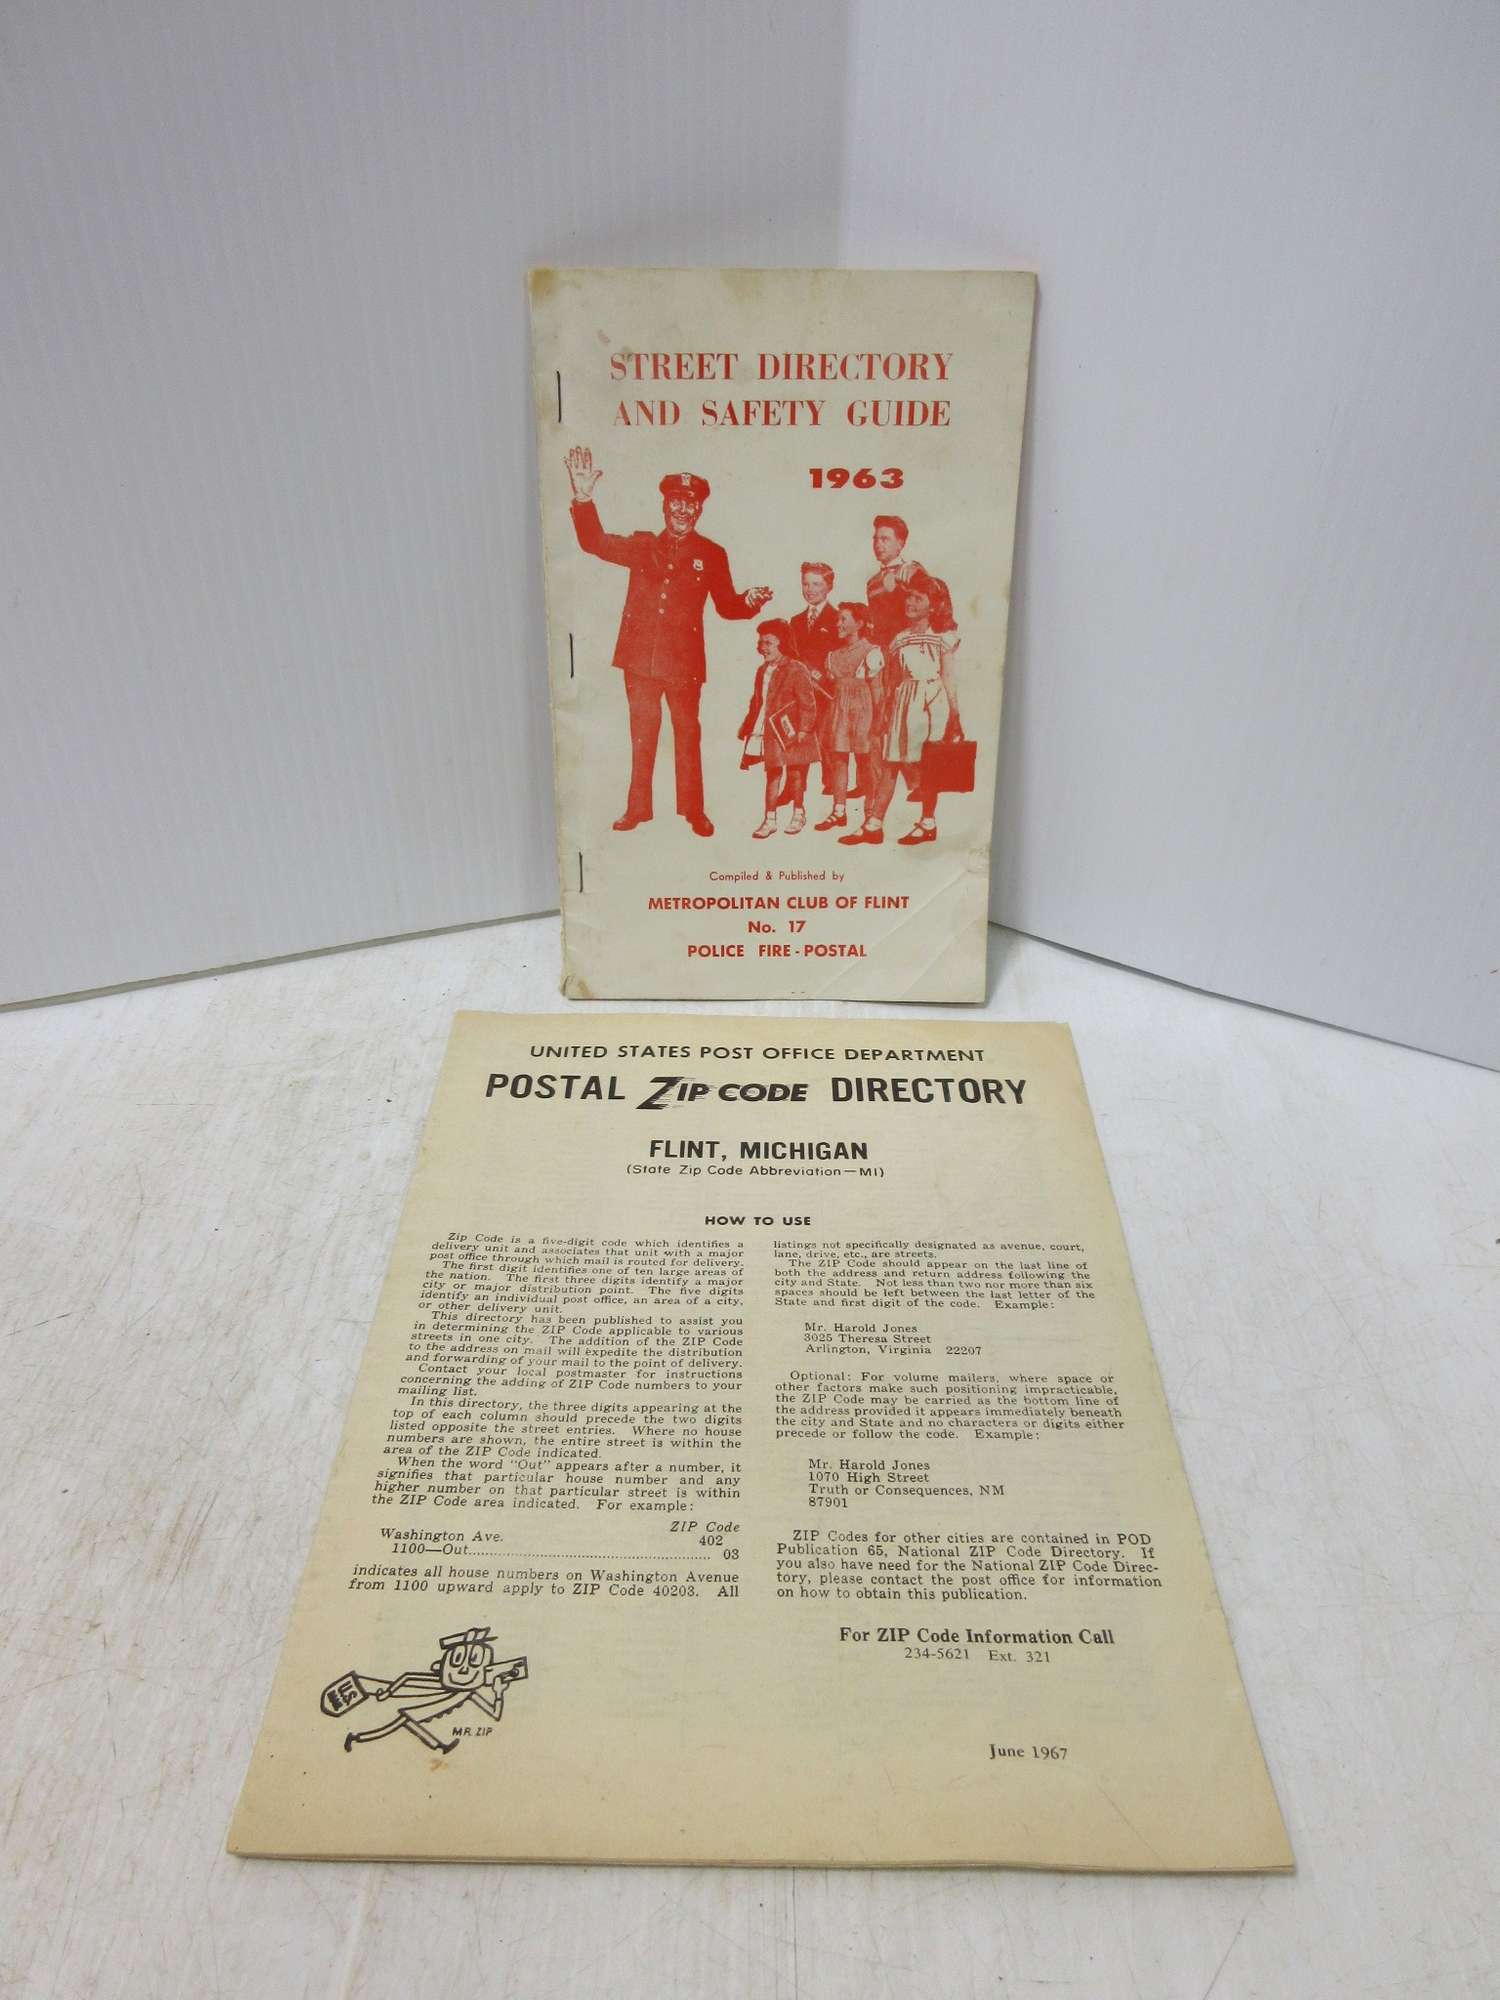 STREET DIRECTORY
AND SAFETY GUIDE
1963
Compiled & Published by
METROPOLITAN CLUB OF FLINT
No. 17
POLICE FIRE - POSTAL
UNITED STATES POST OFFICE DEPARTMENT
POSTAL ZIP CODE DIRECTORY
FLINT, MICHIGAN
(State Zip Code Abbreviation—MI)
HOW TO USE
Zip Code is a five-digit code which identifies a
delivery unit and associates that unit with a major
post office through which mail is routed for delivery.
The first digit identifies one of ten large areas of
the nation. The first three digits identify a major
city or major distribution point. The five digits
identify an individual post office, an area of a city,
or other delivery unit.
This directory has been published to assist you
in determining the ZIP Code applicable to various
streets in one city. The addition of the ZIP Code
to the address on mail will expedite the distribution
and forwarding of your mail to the point of delivery.
Contact your local postmaster for instructions
concerning the adding of ZIP Code numbers to your
mailing list.
In this directory, the three digits appearing at the
top of each column should precede the two digits
listed opposite the street entries. Where no house
numbers are shown, the entire street is within the
area of the ZIP Code indicated.
When the word "Out" appears after a number, it
signifies that particular house number and any
higher number on that particular street is within
the ZIP Code area indicated. For example:
ZIP Code
Washington Ave. 402
1100—Out........................................................ 03
indicates all house numbers on Washington Avenue
from 1100 upward apply to ZIP Code 40203. All
listings not specifically designated as avenue, court,
lane, drive, etc., are streets.
The ZIP Code should appear on the last line of
both the address and return address following the
city and State. Not less than two nor more than six
spaces should be left between the last letter of the
State and first digit of the code. Example:
Mr. Harold Jones
3025 Theresa Street
Arlington, Virginia 22207
Optional: For volume mailers, where space or
other factors make such positioning impracticable,
the ZIP Code may be carried as the bottom line of
the address provided it appears immediately beneath
the city and State and no characters or digits either
precede or follow the code. Example:
Mr. Harold Jones
1070 High Street
Truth or Consequences, NM
87901
ZIP Codes for other cities are contained in POD
Publication 65, National ZIP Code Directory. If
you also have need for the National ZIP Code Direc-
tory, please contact the post office for information
on how to obtain this publication.
For ZIP Code Information Call
234-5621 Ext. 321
MR. ZIP
June 1967